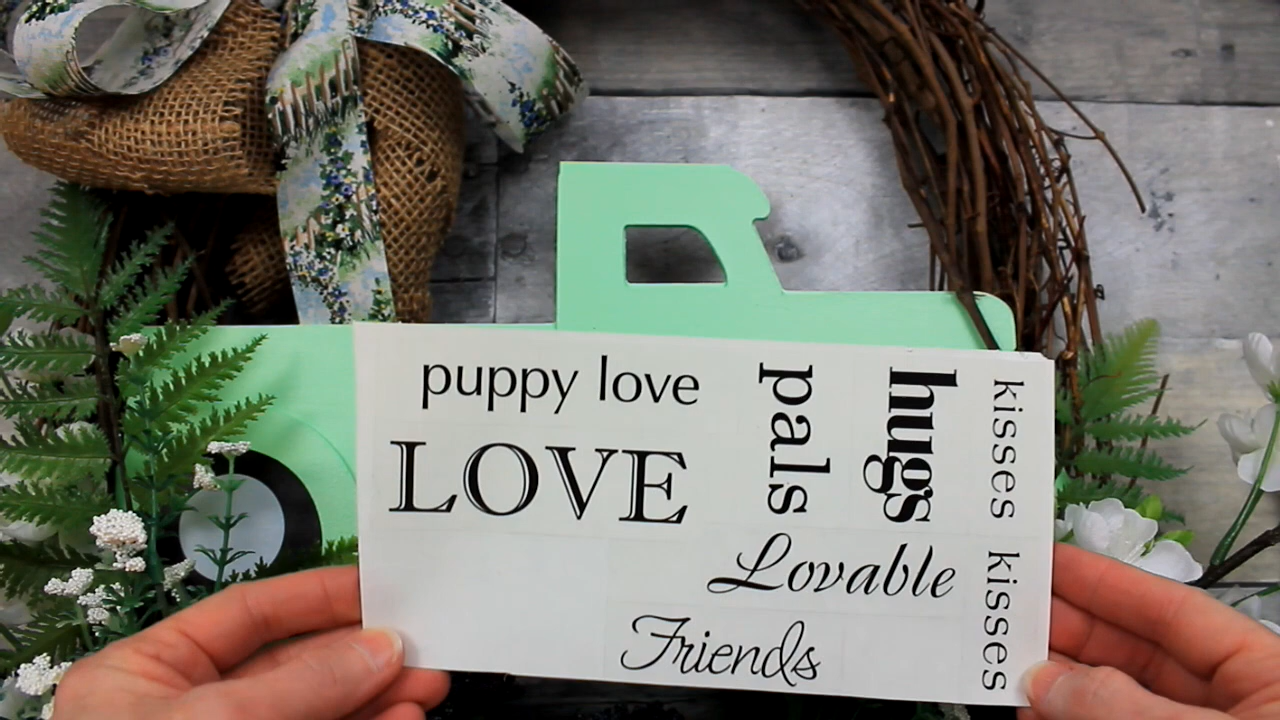 puppy love
LOVE
pals
hugs
kisses
kisses
Lovable
Friends